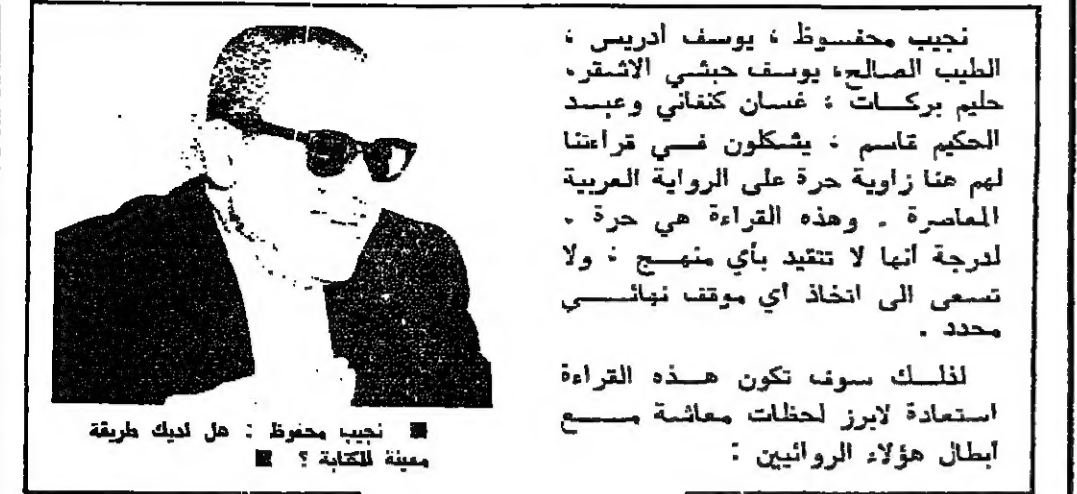 نجيب محفوظ ، يوسف ادريس ،
الطيب الصالح، يوسف حبشي الاشقر،
حليم بركات ، غسان كنفاني وعبد
الحكيم قاسم ، يشكلون في قراءتنا
لهم هنا زاوية حرة على الرواية العربية
المعاصرة . وهذه القراءة هي حرة .
لدرجة أنها لا تتقيد بأي منهج ، ولا
تسعى الى اتخاذ أي موقف نهائي
محدد .
لذلك سوف تكون هذه القراءة
استعادة لابرز لحظات معاشة مع
أبطال هؤلاء الروائيين :
■ نجيب محفوظ : هل لديك طريقة
معينة للكتابة ؟ ■